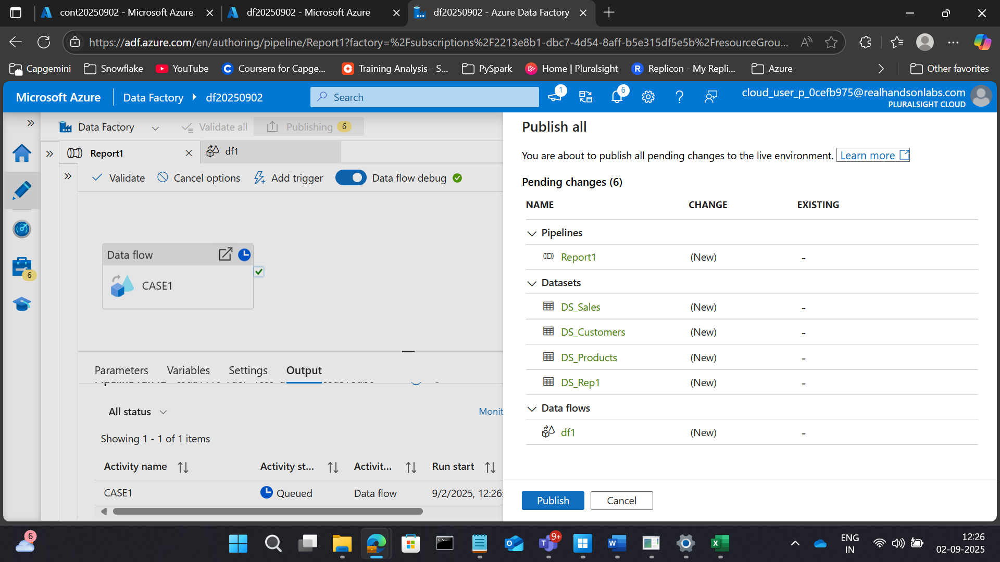 cont20250902 - Microsoft Azure
df20250902 - Microsoft Azure
df20250902 - Azure Data Factory
https://adf.azure.com/en/authoring/pipeline/Report1?factory=%2Fsubscriptions%2F2213e8b1-dbc7-4d54-8aff-b5e315df5e5b%2FresourceGrou...
Capgemini
Snowflake
YouTube
Coursera for Capge...
Training Analysis - S...
PySpark
Home | Pluralsight
Replicon - My Repli...
Azure
Other favorites
Microsoft Azure
Data Factory
df20250902
Search
1
6
cloud_user_p_0cefb975@realhandsonlabs.com
PLURALSIGHT CLOUD
Data Factory
Validate all
Publishing 6
Report1
df1
Validate
Cancel options
Add trigger
Data flow debug
6
Data flow
CASE1
Parameters
Variables
Settings
Output
All status
Monit
Showing 1 - 1 of 1 items
Activity name
Activity st...
Activit...
Run start
CASE1
Queued
Data flow
9/2/2025, 12:26:
Publish all
You are about to publish all pending changes to the live environment. Learn more
Pending changes (6)
NAME CHANGE EXISTING
Pipelines
Report1 (New) -
Datasets
DS_Sales (New) -
DS_Customers (New) -
DS_Products (New) -
DS_Rep1 (New) -
Data flows
df1 (New) -
Publish
Cancel
6
9+
ENG
IN
12:26
02-09-2025